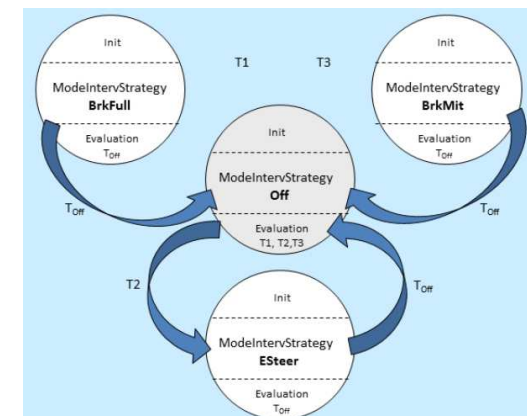 Init
ModeIntervStrategy
BrkFull
Evaluation
TOff
T1
T3
Init
ModeIntervStrategy
BrkMit
Evaluation
TOff
Init
ModeIntervStrategy
Off
Evaluation
T1, T2,T3
TOff
TOff
T2
TOff
Init
ModeIntervStrategy
ESteer
Evaluation
TOff